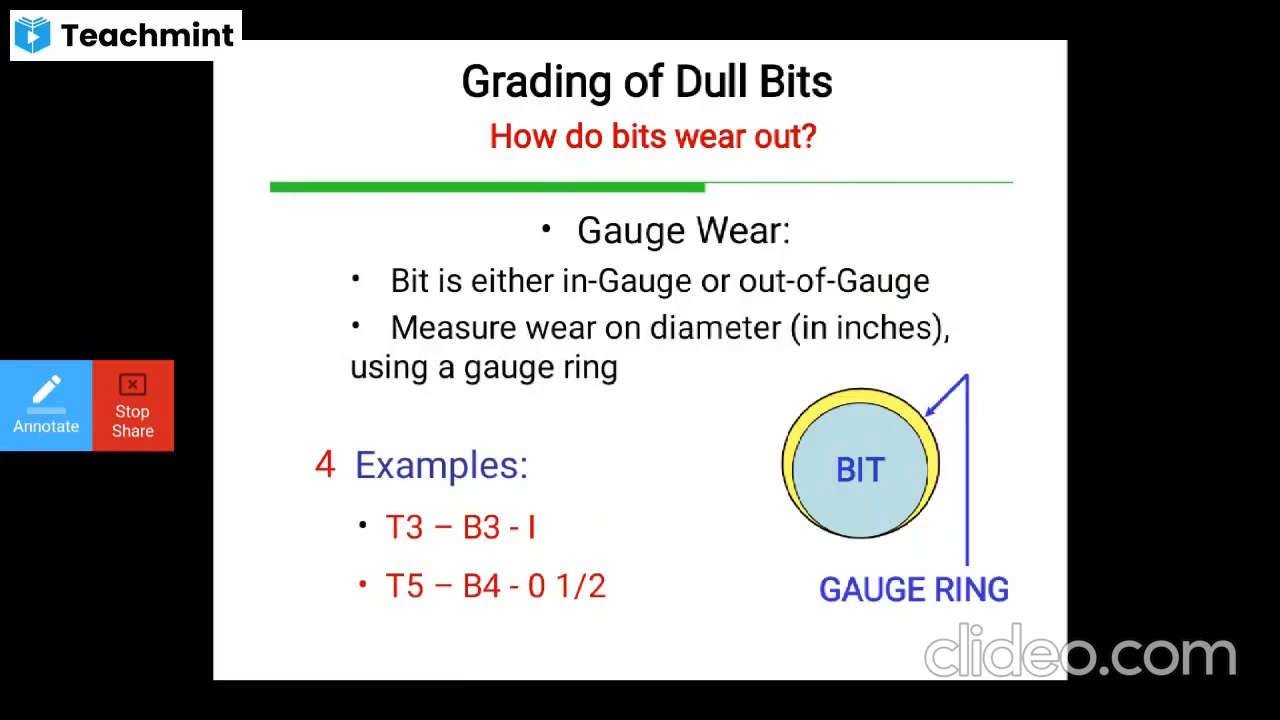 Teachmint
Grading of Dull Bits
How do bits wear out?
• Gauge Wear:
• Bit is either in-Gauge or out-of-Gauge
• Measure wear on diameter (in inches),
using a gauge ring
Annotate
Stop
Share
4 Examples:
BIT
• T3 – B3 - I
• T5 – B4 - 0 1/2
GAUGE RING
clideo.com